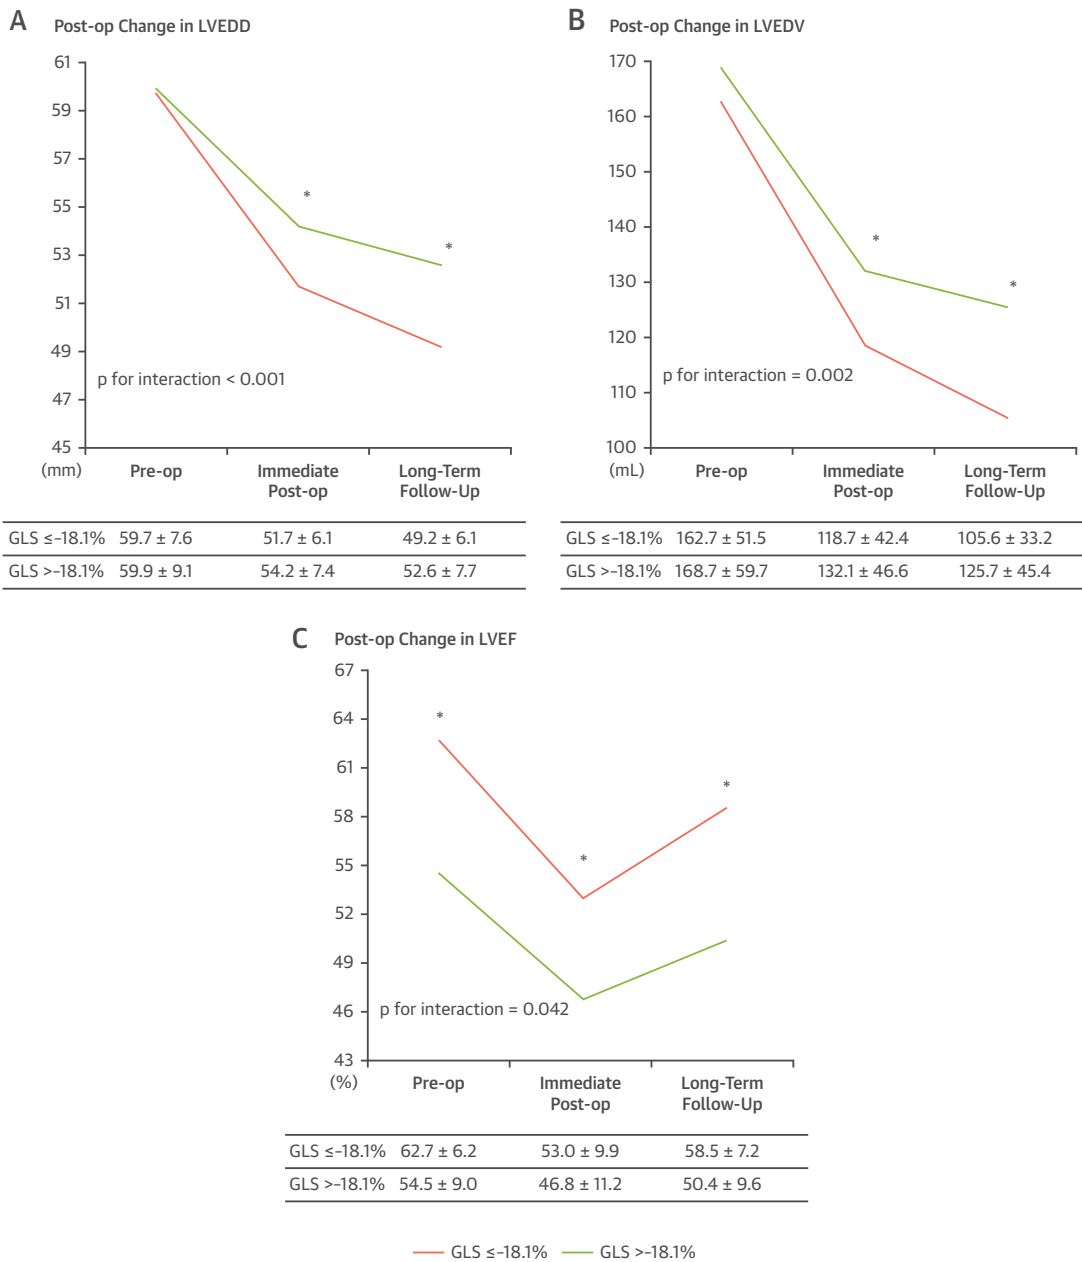 A Post-op Change in LVEDD
61
59
57
55
53
51
49
47
45
(mm)
*
*
p for interaction < 0.001
Pre-op Immediate Post-op Long-Term Follow-Up
GLS ≤-18.1% 59.7 ± 7.6 51.7 ± 6.1 49.2 ± 6.1
GLS >-18.1% 59.9 ± 9.1 54.2 ± 7.4 52.6 ± 7.7
B Post-op Change in LVEDV
170
160
150
140
130
120
110
100
(mL)
*
*
p for interaction = 0.002
Pre-op Immediate Post-op Long-Term Follow-Up
GLS ≤-18.1% 162.7 ± 51.5 118.7 ± 42.4 105.6 ± 33.2
GLS >-18.1% 168.7 ± 59.7 132.1 ± 46.6 125.7 ± 45.4
C Post-op Change in LVEF
67
64
61
58
55
52
49
46
43
(%)
*
*
*
p for interaction = 0.042
Pre-op Immediate Post-op Long-Term Follow-Up
GLS ≤-18.1% 62.7 ± 6.2 53.0 ± 9.9 58.5 ± 7.2
GLS >-18.1% 54.5 ± 9.0 46.8 ± 11.2 50.4 ± 9.6
GLS ≤-18.1% GLS >-18.1%